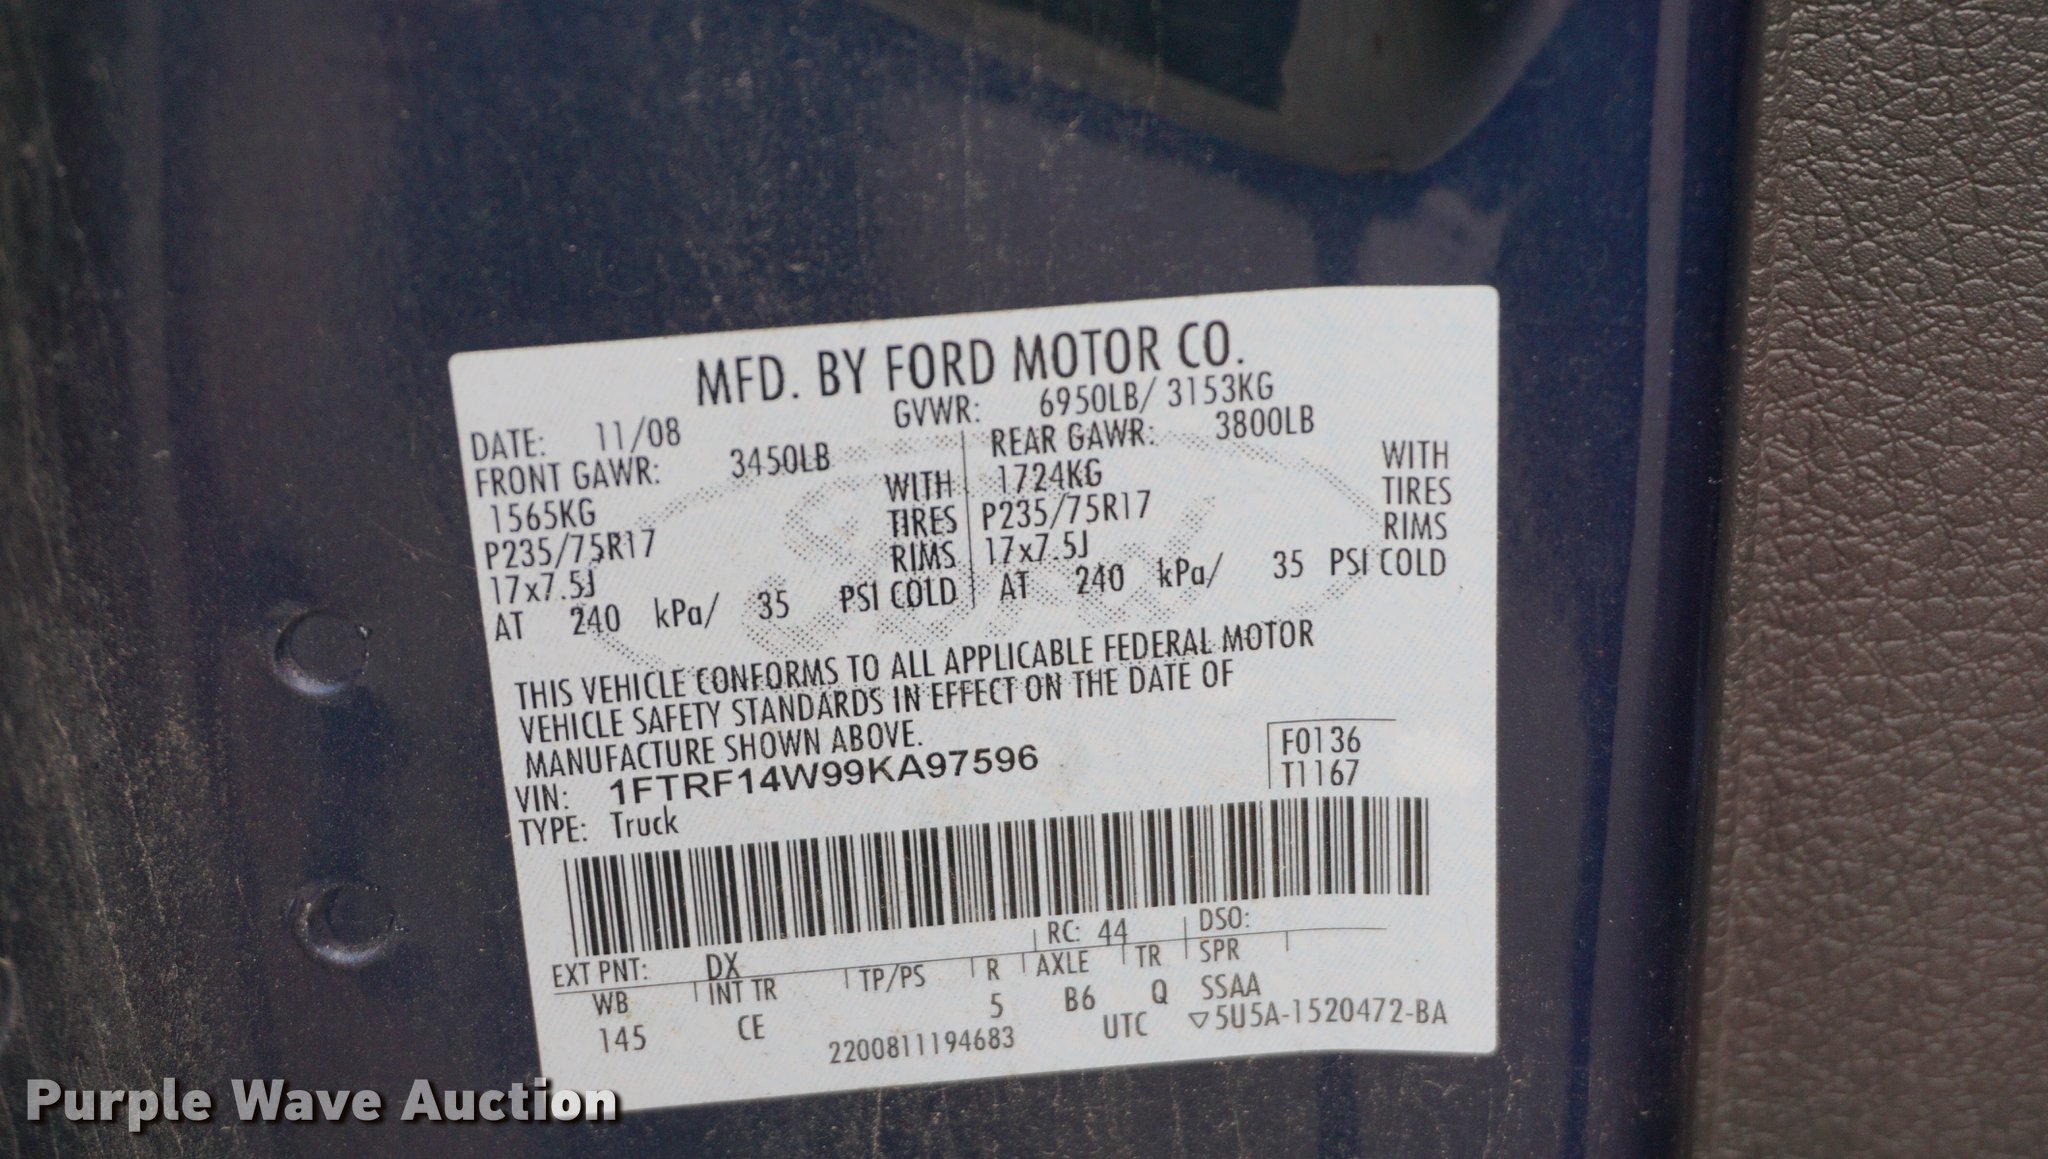 MFD. BY FORD MOTOR CO.
DATE: 11/08 GVWR: 6950LB/ 3153KG
FRONT GAWR: 3450LB REAR GAWR: 3800LB
1565KG WITH 1724KG WITH
P235/75R17 TIRES P235/75R17 TIRES
17x7.5J RIMS 17x7.5J RIMS
AT 240 kPa/ 35 PSI COLD AT 240 kPa/ 35 PSI COLD
THIS VEHICLE CONFORMS TO ALL APPLICABLE FEDERAL MOTOR
VEHICLE SAFETY STANDARDS IN EFFECT ON THE DATE OF
MANUFACTURE SHOWN ABOVE.
VIN: 1FTRF14W99KA97596 F0136
TYPE: Truck T1167
EXT PNT: DX RC: 44 DSO:
WB INT TR TP/PS R AXLE TR SPR
145 CE 5 B6 Q SSAA
2200811194683 UTC ▽5U5A-1520472-BA
Purple Wave Auction